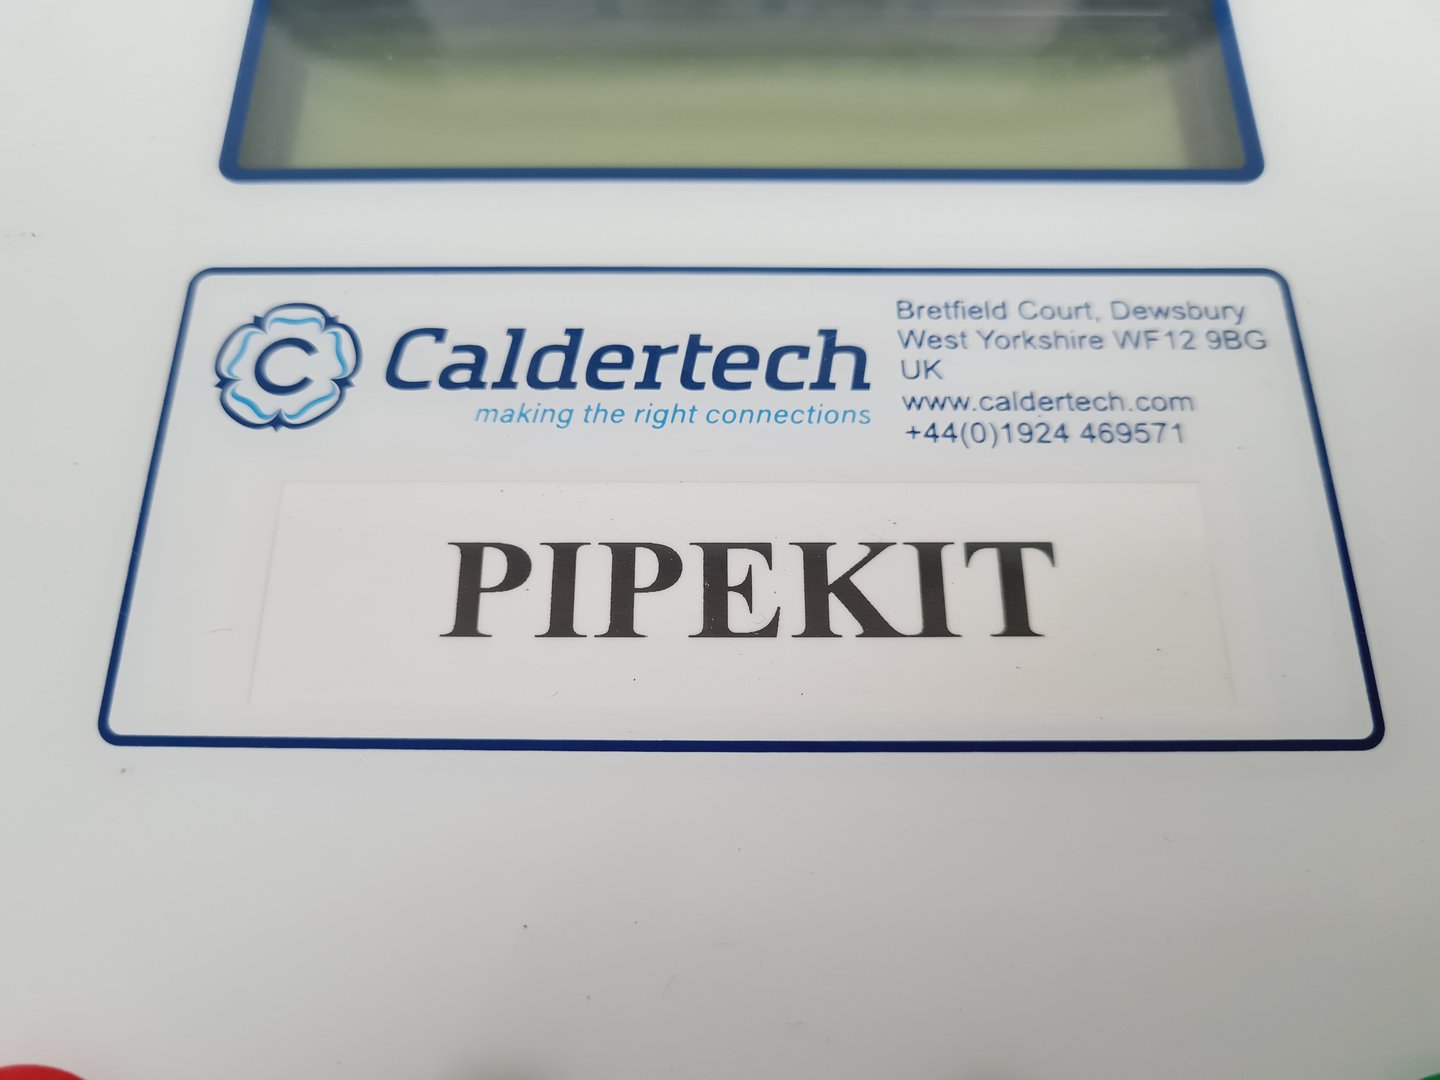 C Caldertech
making the right connections
Bretfield Court, Dewsbury
West Yorkshire WF12 9BG
UK
www.caldertech.com
+44(0)1924 469571
PIPEKIT